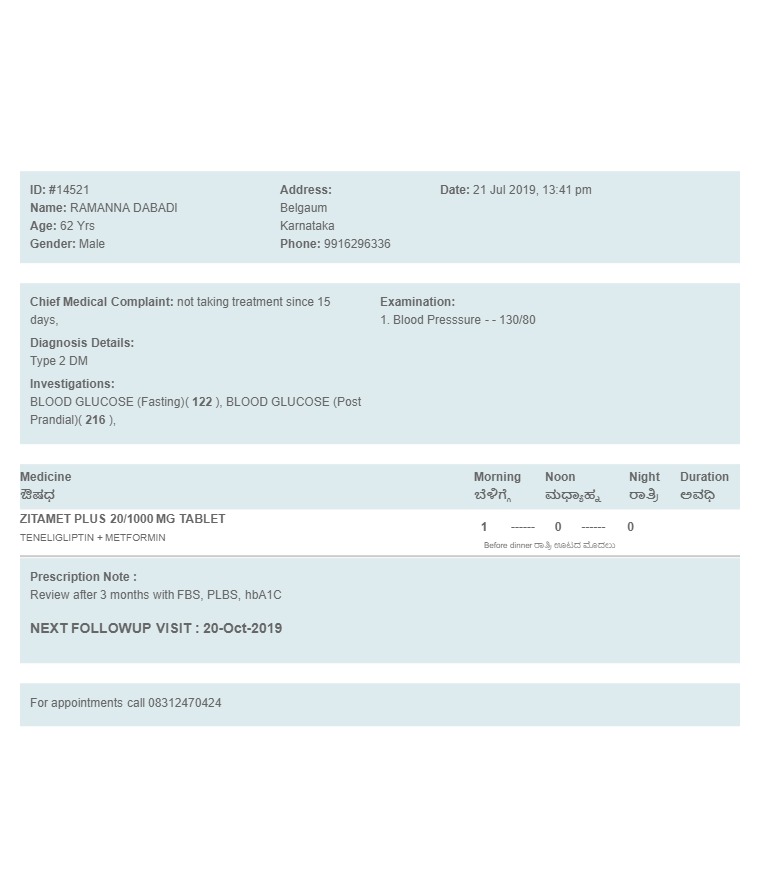 ID: #14521
Name: RAMANNA DABADI
Age: 62 Yrs
Gender: Male
Address:
Belgaum
Karnataka
Phone: 9916296336
Date: 21 Jul 2019, 13:41 pm
Chief Medical Complaint: not taking treatment since 15
days,
Diagnosis Details:
Type 2 DM
Investigations:
BLOOD GLUCOSE (Fasting)( 122 ), BLOOD GLUCOSE (Post
Prandial)( 216 ),
Examination:
1. Blood Presssure - - 130/80
Medicine Morning Noon Night Duration
ಔಷಧ ಬೆಳಿಗ್ಗೆ ಮಧ್ಯಾಹ್ನ ರಾತ್ರಿ ಅವಧಿ
ZITAMET PLUS 20/1000 MG TABLET
TENELIGLIPTIN + METFORMIN
1 ------ 0 ------ 0
Before dinner ರಾತ್ರಿ ಊಟದ ಮೊದಲು
Prescription Note :
Review after 3 months with FBS, PLBS, hbA1C
NEXT FOLLOWUP VISIT : 20-Oct-2019
For appointments call 08312470424